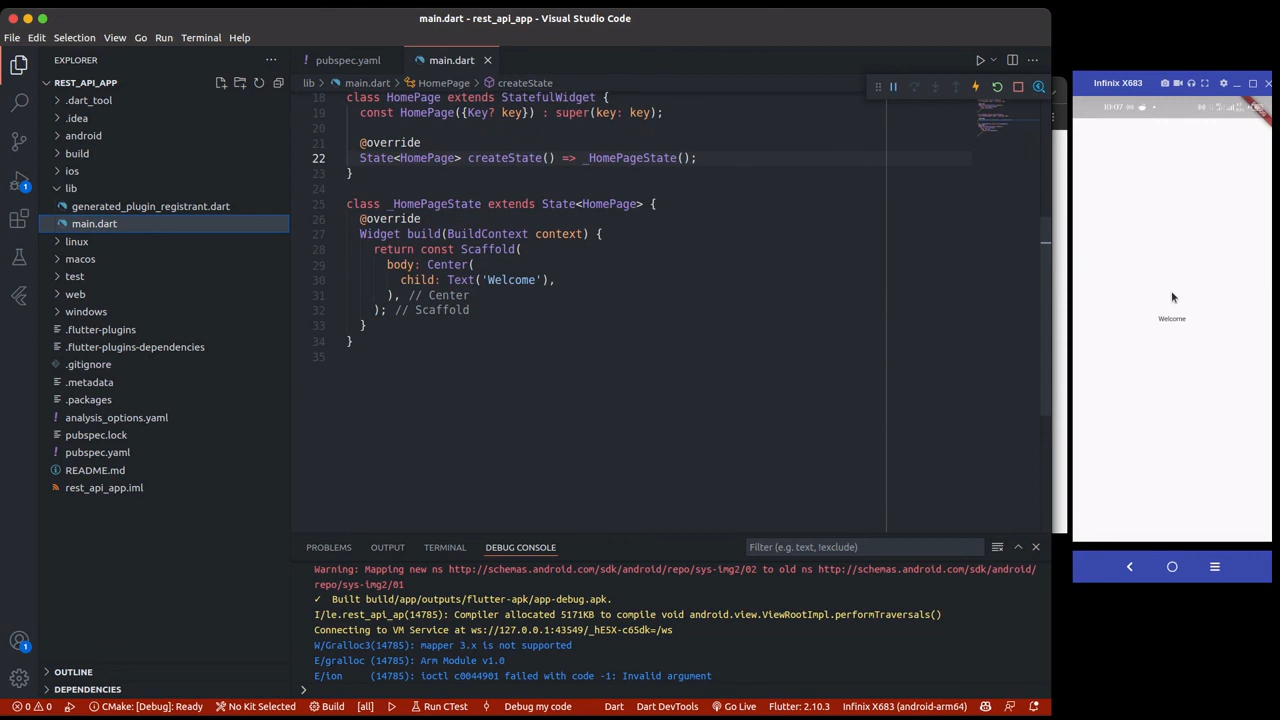 main.dart - rest_api_app - Visual Studio Code
File Edit Selection View Go Run Terminal Help
EXPLORER
REST_API_APP
.dart_tool
.idea
android
build
ios
lib
generated_plugin_registrant.dart
main.dart
linux
macos
test
web
windows
.flutter-plugins
.flutter-plugins-dependencies
.gitignore
.metadata
.packages
analysis_options.yaml
pubspec.lock
pubspec.yaml
README.md
rest_api_app.iml
OUTLINE
DEPENDENCIES
1
1
pubspec.yaml main.dart
lib > main.dart > HomePage > createState
18 class HomePage extends StatefulWidget {
19 const HomePage({Key? key}) : super(key: key);
20
21 @override
22 State<HomePage> createState() => _HomePageState();
23 }
24
25 class _HomePageState extends State<HomePage> {
26 @override
27 Widget build(BuildContext context) {
28 return const Scaffold(
29 body: Center(
30 child: Text('Welcome'),
31 ), // Center
32 ); // Scaffold
33 }
34 }
35
PROBLEMS OUTPUT TERMINAL DEBUG CONSOLE Filter (e.g. text, !exclude)
Warning: Mapping new ns http://schemas.android.com/sdk/android/repo/sys-img2/02 to old ns http://schemas.android.com/sdk/android/
repo/sys-img2/01
✓ Built build/app/outputs/flutter-apk/app-debug.apk.
I/le.rest_api_ap(14785): Compiler allocated 5171KB to compile void android.view.ViewRootImpl.performTraversals()
Connecting to VM Service at ws://127.0.0.1:43549/_hE5X-c65dk=/ws
W/Gralloc3(14785): mapper 3.x is not supported
E/gralloc (14785): Arm Module v1.0
E/ion (14785): ioctl c0044901 failed with code -1: Invalid argument
0 0 CMake: [Debug]: Ready No Kit Selected Build [all] Run CTest Debug my code Dart Dart DevTools Go Live Flutter: 2.10.3 Infinix X683 (android-arm64)
Infinix X683
10:07
Welcome